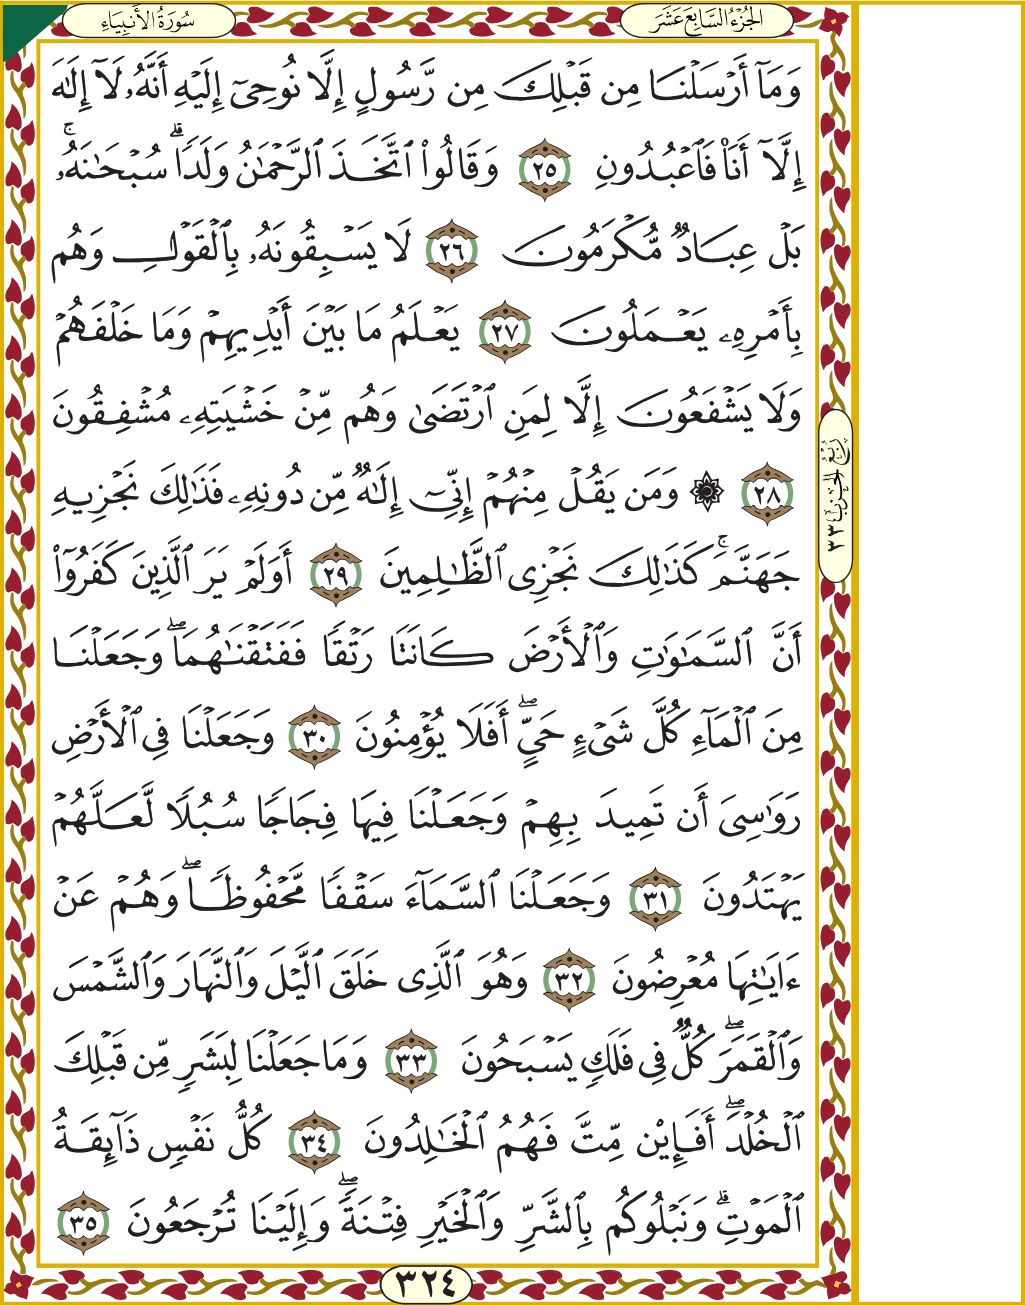 سُورَةُ الأَنبِيَاءِ
الجُزْءُ السَّابِعَ عَشَرَ
وَمَآ أَرْسَلْنَا مِن قَبْلِكَ مِن رَّسُولٍ إِلَّا نُوحِىٓ إِلَيْهِ أَنَّهُۥ لَآ إِلَٰهَ
إِلَّآ أَنَا۠ فَٱعْبُدُونِ ٢٥ وَقَالُوا۟ ٱتَّخَذَ ٱلرَّحْمَٰنُ وَلَدًا ۗ سُبْحَٰنَهُۥ ۚ
بَلْ عِبَادٌ مُّكْرَمُونَ ٢٦ لَا يَسْبِقُونَهُۥ بِٱلْقَوْلِ وَهُم
بِأَمْرِهِۦ يَعْمَلُونَ ٢٧ يَعْلَمُ مَا بَيْنَ أَيْدِيهِمْ وَمَا خَلْفَهُمْ
وَلَا يَشْفَعُونَ إِلَّا لِمَنِ ٱرْتَضَىٰ وَهُم مِّنْ خَشْيَتِهِۦ مُشْفِقُونَ
٢٨ ۞ وَمَن يَقُلْ مِنْهُمْ إِنِّىٓ إِلَٰهٌ مِّن دُونِهِۦ فَذَٰلِكَ نَجْزِيهِ
جَهَنَّمَ ۚ كَذَٰلِكَ نَجْزِى ٱلظَّٰلِمِينَ ٢٩ أَوَلَمْ يَرَ ٱلَّذِينَ كَفَرُوٓا۟
أَنَّ ٱلسَّمَٰوَٰتِ وَٱلْأَرْضَ كَانَتَا رَتْقًا فَفَتَقْنَٰهُمَا ۖ وَجَعَلْنَا
مِنَ ٱلْمَآءِ كُلَّ شَىْءٍ حَىٍّ ۖ أَفَلَا يُؤْمِنُونَ ٣٠ وَجَعَلْنَا فِى ٱلْأَرْضِ
رَوَٰسِىَ أَن تَمِيدَ بِهِمْ وَجَعَلْنَا فِيهَا فِجَاجًا سُبُلًا لَّعَلَّهُمْ
يَهْتَدُونَ ٣١ وَجَعَلْنَا ٱلسَّمَآءَ سَقْفًا مَّحْفُوظًا ۖ وَهُمْ عَنْ
ءَايَٰتِهَا مُعْرِضُونَ ٣٢ وَهُوَ ٱلَّذِى خَلَقَ ٱلَّيْلَ وَٱلنَّهَارَ وَٱلشَّمْسَ
وَٱلْقَمَرَ ۖ كُلٌّ فِى فَلَكٍ يَسْبَحُونَ ٣٣ وَمَا جَعَلْنَا لِبَشَرٍ مِّن قَبْلِكَ
ٱلْخُلْدَ ۖ أَفَإِي۟ن مِّتَّ فَهُمُ ٱلْخَٰلِدُونَ ٣٤ كُلُّ نَفْسٍ ذَآئِقَةُ
ٱلْمَوْتِ ۗ وَنَبْلُوكُم بِٱلشَّرِّ وَٱلْخَيْرِ فِتْنَةً ۖ وَإِلَيْنَا تُرْجَعُونَ ٣٥
رُبْعُ الحِزْبِ ٣٣
٣٢٤